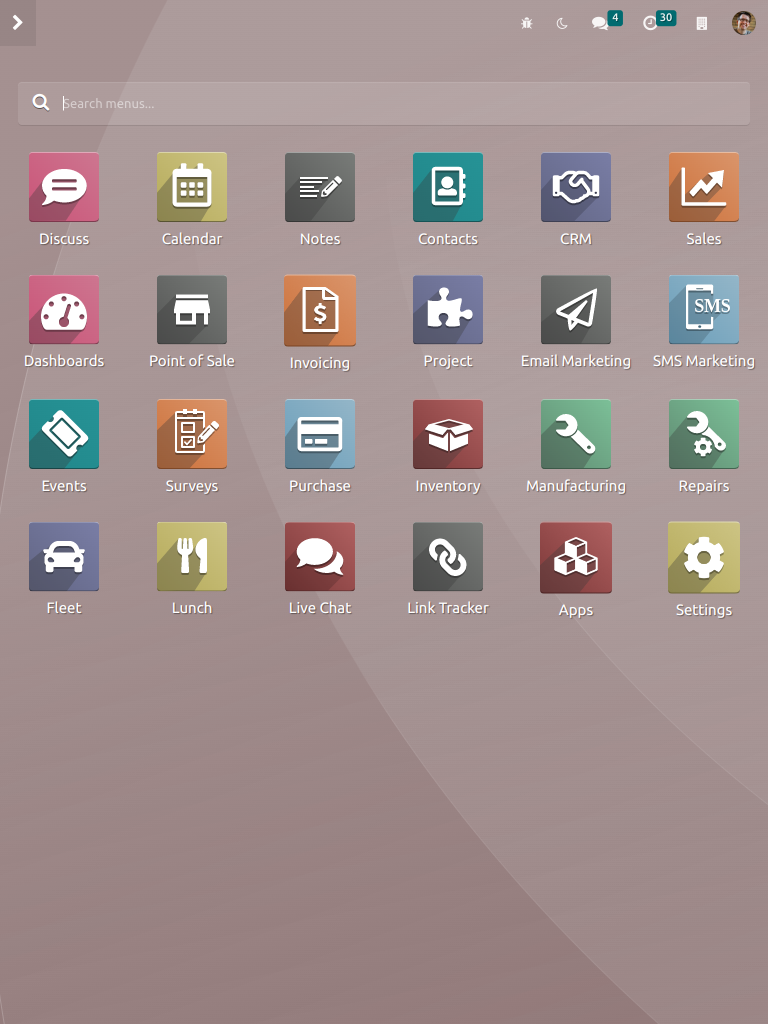 4
30
Search menus...
Discuss
Calendar
Notes
Contacts
CRM
Sales
SMS
Dashboards
Point of Sale
Invoicing
Project
Email Marketing
SMS Marketing
Events
Surveys
Purchase
Inventory
Manufacturing
Repairs
Fleet
Lunch
Live Chat
Link Tracker
Apps
Settings